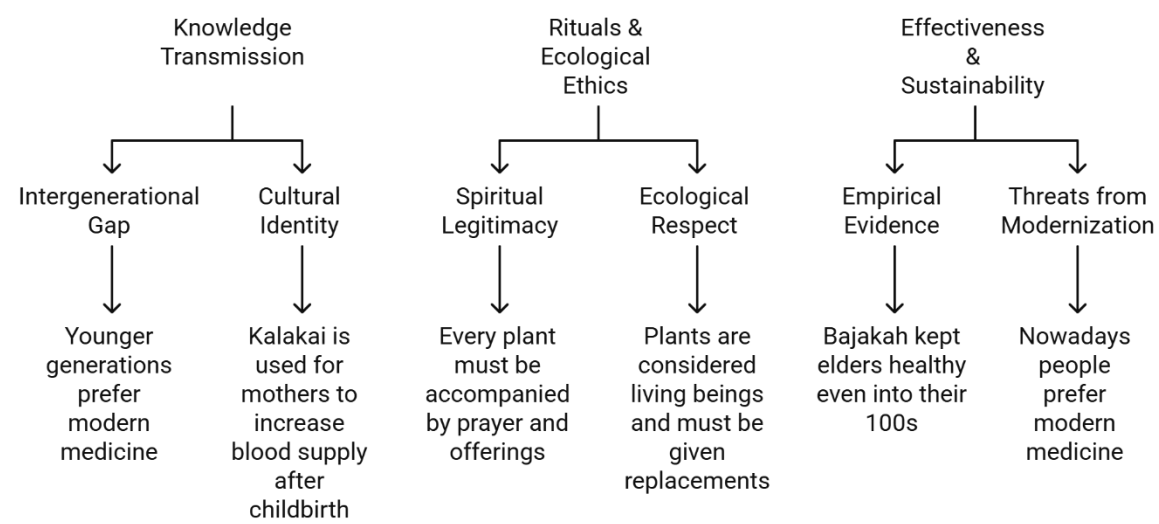 Knowledge
Transmission
Rituals &
Ecological
Ethics
Effectiveness
&
Sustainability
Intergenerational
Gap
Cultural
Identity
Spiritual
Legitimacy
Ecological
Respect
Empirical
Evidence
Threats from
Modernization
Younger
generations
prefer
modern
medicine
Kalakai is
used for
mothers to
increase
blood supply
after
childbirth
Every plant
must be
accompanied
by prayer and
offerings
Plants are
considered
living beings
and must be
given
replacements
Bajakah kept
elders healthy
even into their
100s
Nowadays
people
prefer
modern
medicine